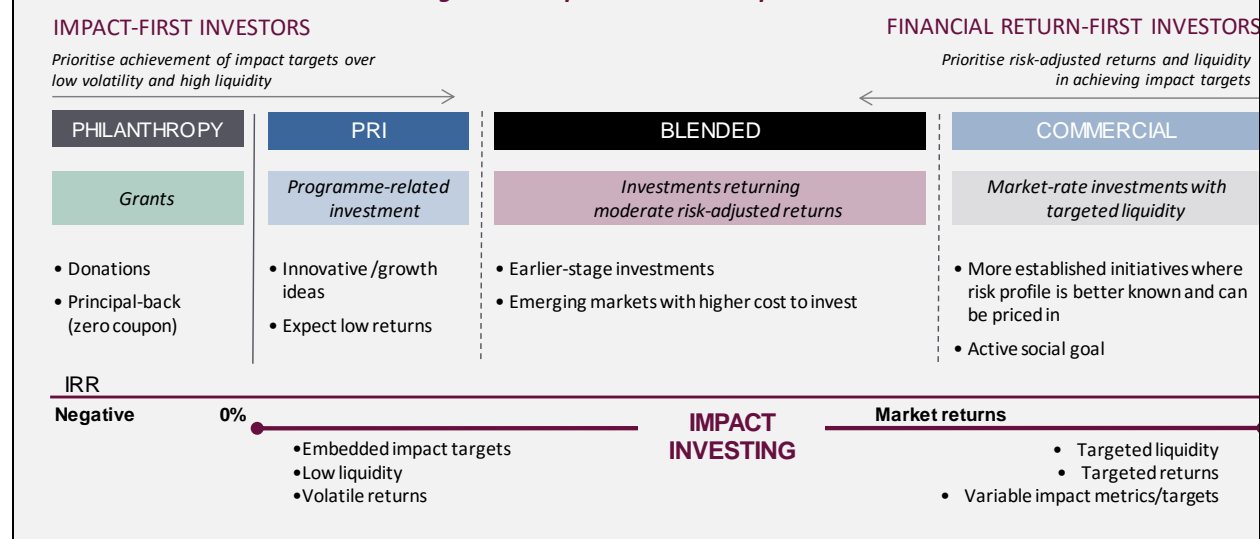 IMPACT-FIRST INVESTORS
Prioritise achievement of impact targets over
low volatility and high liquidity
FINANCIAL RETURN-FIRST INVESTORS
Prioritise risk-adjusted returns and liquidity
in achieving impact targets
PHILANTHROPY
PRI
BLENDED
COMMERCIAL
Grants
Programme-related
investment
Investments returning
moderate risk-adjusted returns
Market-rate investments with
targeted liquidity
• Donations
• Principal-back
(zero coupon)
• Innovative/growth
ideas
• Expect low returns
• Earlier-stage investments
• Emerging markets with higher cost to invest
• More established initiatives where
risk profile is better known and can
be priced in
• Active social goal
IRR
Negative
0%
IMPACT
INVESTING
Market returns
•Embedded impact targets
•Low liquidity
•Volatile returns
• Targeted liquidity
• Targeted returns
• Variable impact metrics/targets